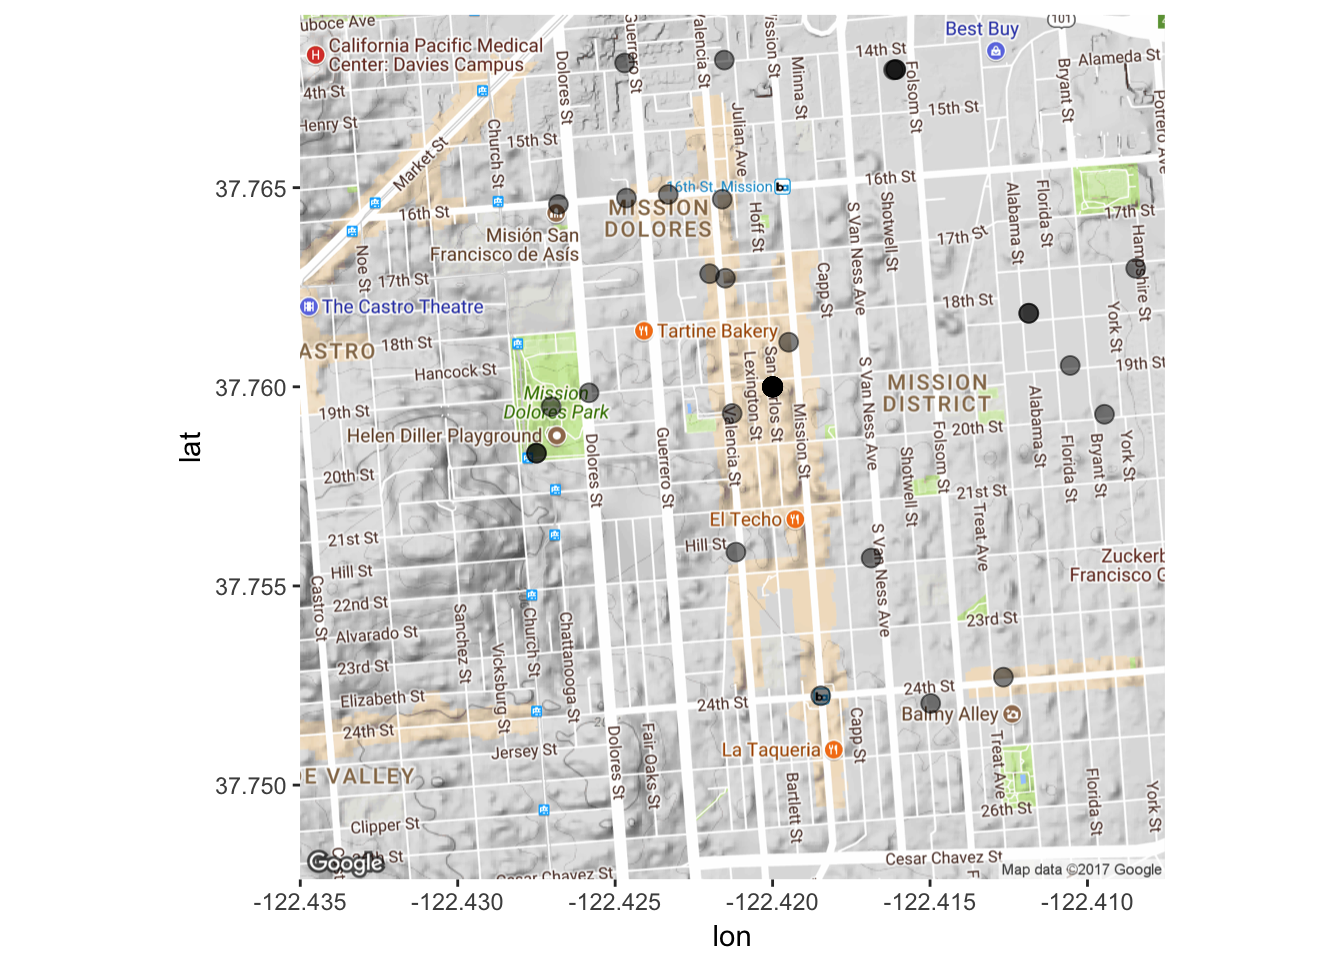 uboce Ave
California Pacific Medical
Center: Davies Campus
4th St
Henry St
Market St
Church St
15th St
Dolores St
Guerrero St
Valencia St
Mission St
Minna St
14th St
Folsom St
Best Buy
101
Bryant St
Alameda St
Potrero Ave
15th St
Julian Ave
16th St
16th St Mission
16th St
MISSION
DOLORES
Misión San
Francisco de Asís
Hoff St
S Van Ness Ave
Shotwell St
17th St
Alabama St
Florida St
17th St
Hampshire St
Noe St
17th St
Capp St
18th St
York St
The Castro Theatre
Tartine Bakery
ASTRO
18th St
Hancock St
19th St
Mission
Dolores Park
Helen Diller Playground
Lexington St
San Carlos St
Mission St
Valencia St
S Van Ness Ave
MISSION
DISTRICT
19th St
20th St
Alabama St
Florida St
Bryant St
York St
Folsom St
Shotwell St
21st St
Treat Ave
20th St
Dolores St
Guerrero St
El Techo
21st St
Hill St
Hill St
S Van Ness Ave
Zuckerb
Francisco G
22nd St
Castro St
Alvarado St
23rd St
Sanchez St
Vicksburg St
Church St
Chattanooga St
23rd St
Elizabeth St
24th St
24th St
24th St
Balmy Alley
Jersey St
Dolores St
Fair Oaks St
La Taqueria
Capp St
Bartlett St
Treat Ave
26th St
Florida St
York St
E VALLEY
Clipper St
Cesar Chavez St
Cesar Chavez St
Google
Map data ©2017 Google
37.765
37.760
37.755
37.750
lat
-122.435
-122.430
-122.425
-122.420
-122.415
-122.410
lon